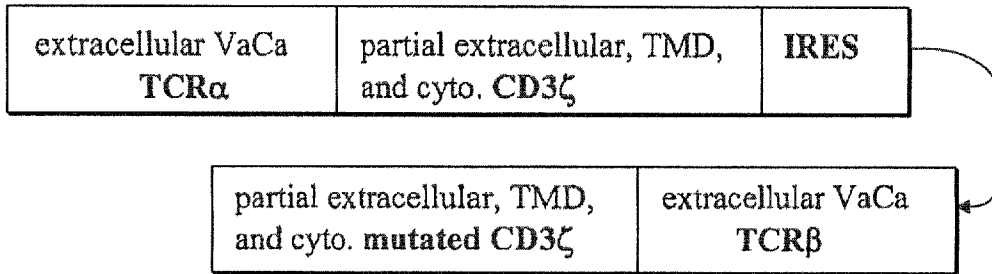 extracellular VaCa
TCRα
partial extracellular, TMD,
and cyto. CD3ζ
IRES
partial extracellular, TMD,
and cyto. mutated CD3ζ
extracellular VaCa
TCRβ